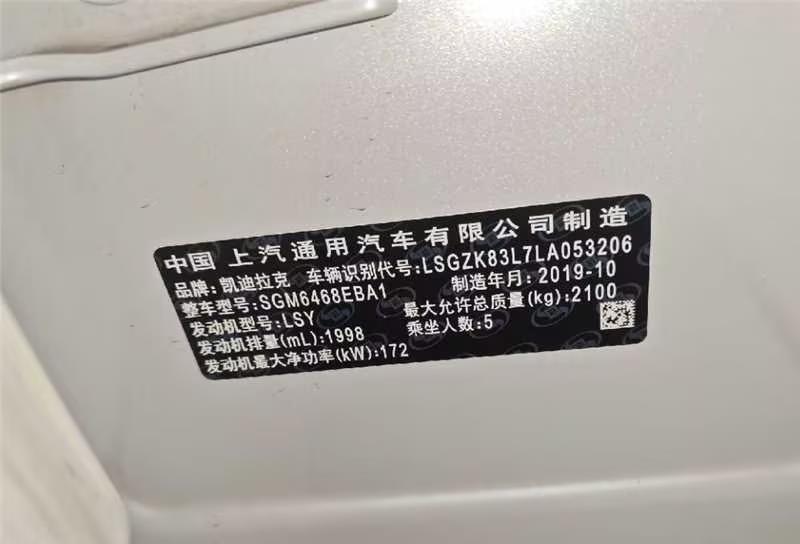 中国 上汽通用汽车有限公司制造
品牌:凯迪拉克 车辆识别代号:LSGZK83L7LA053206
整车型号:SGM6468EBA1 制造年月:2019-10
发动机型号:LSY 最大允许总质量(kg):2100
发动机排量(mL):1998 乘坐人数:5
发动机最大净功率(kW):172